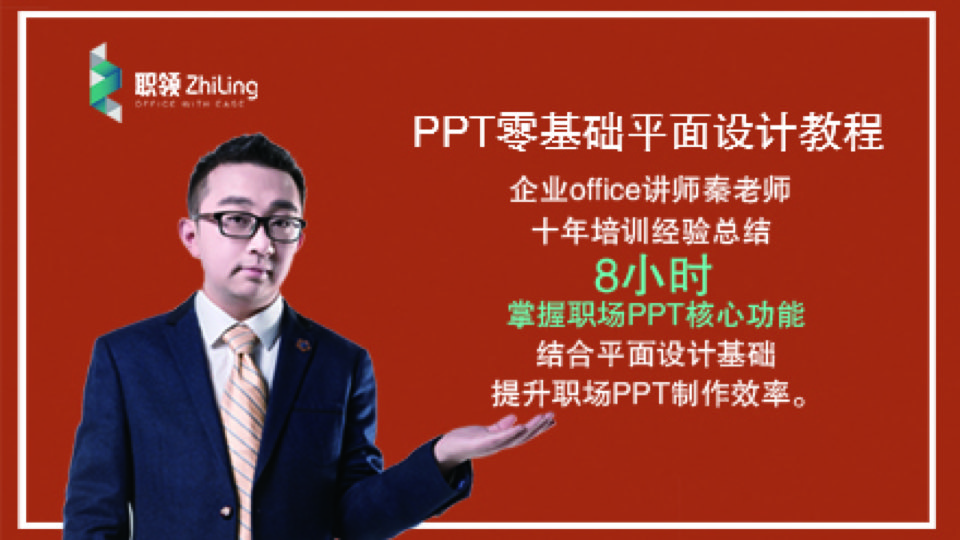 职领 ZhiLing
OFFICE WITH EASE
PPT零基础平面设计教程
企业office讲师秦老师
十年培训经验总结
8小时
掌握职场PPT核心功能
结合平面设计基础
提升职场PPT制作效率。